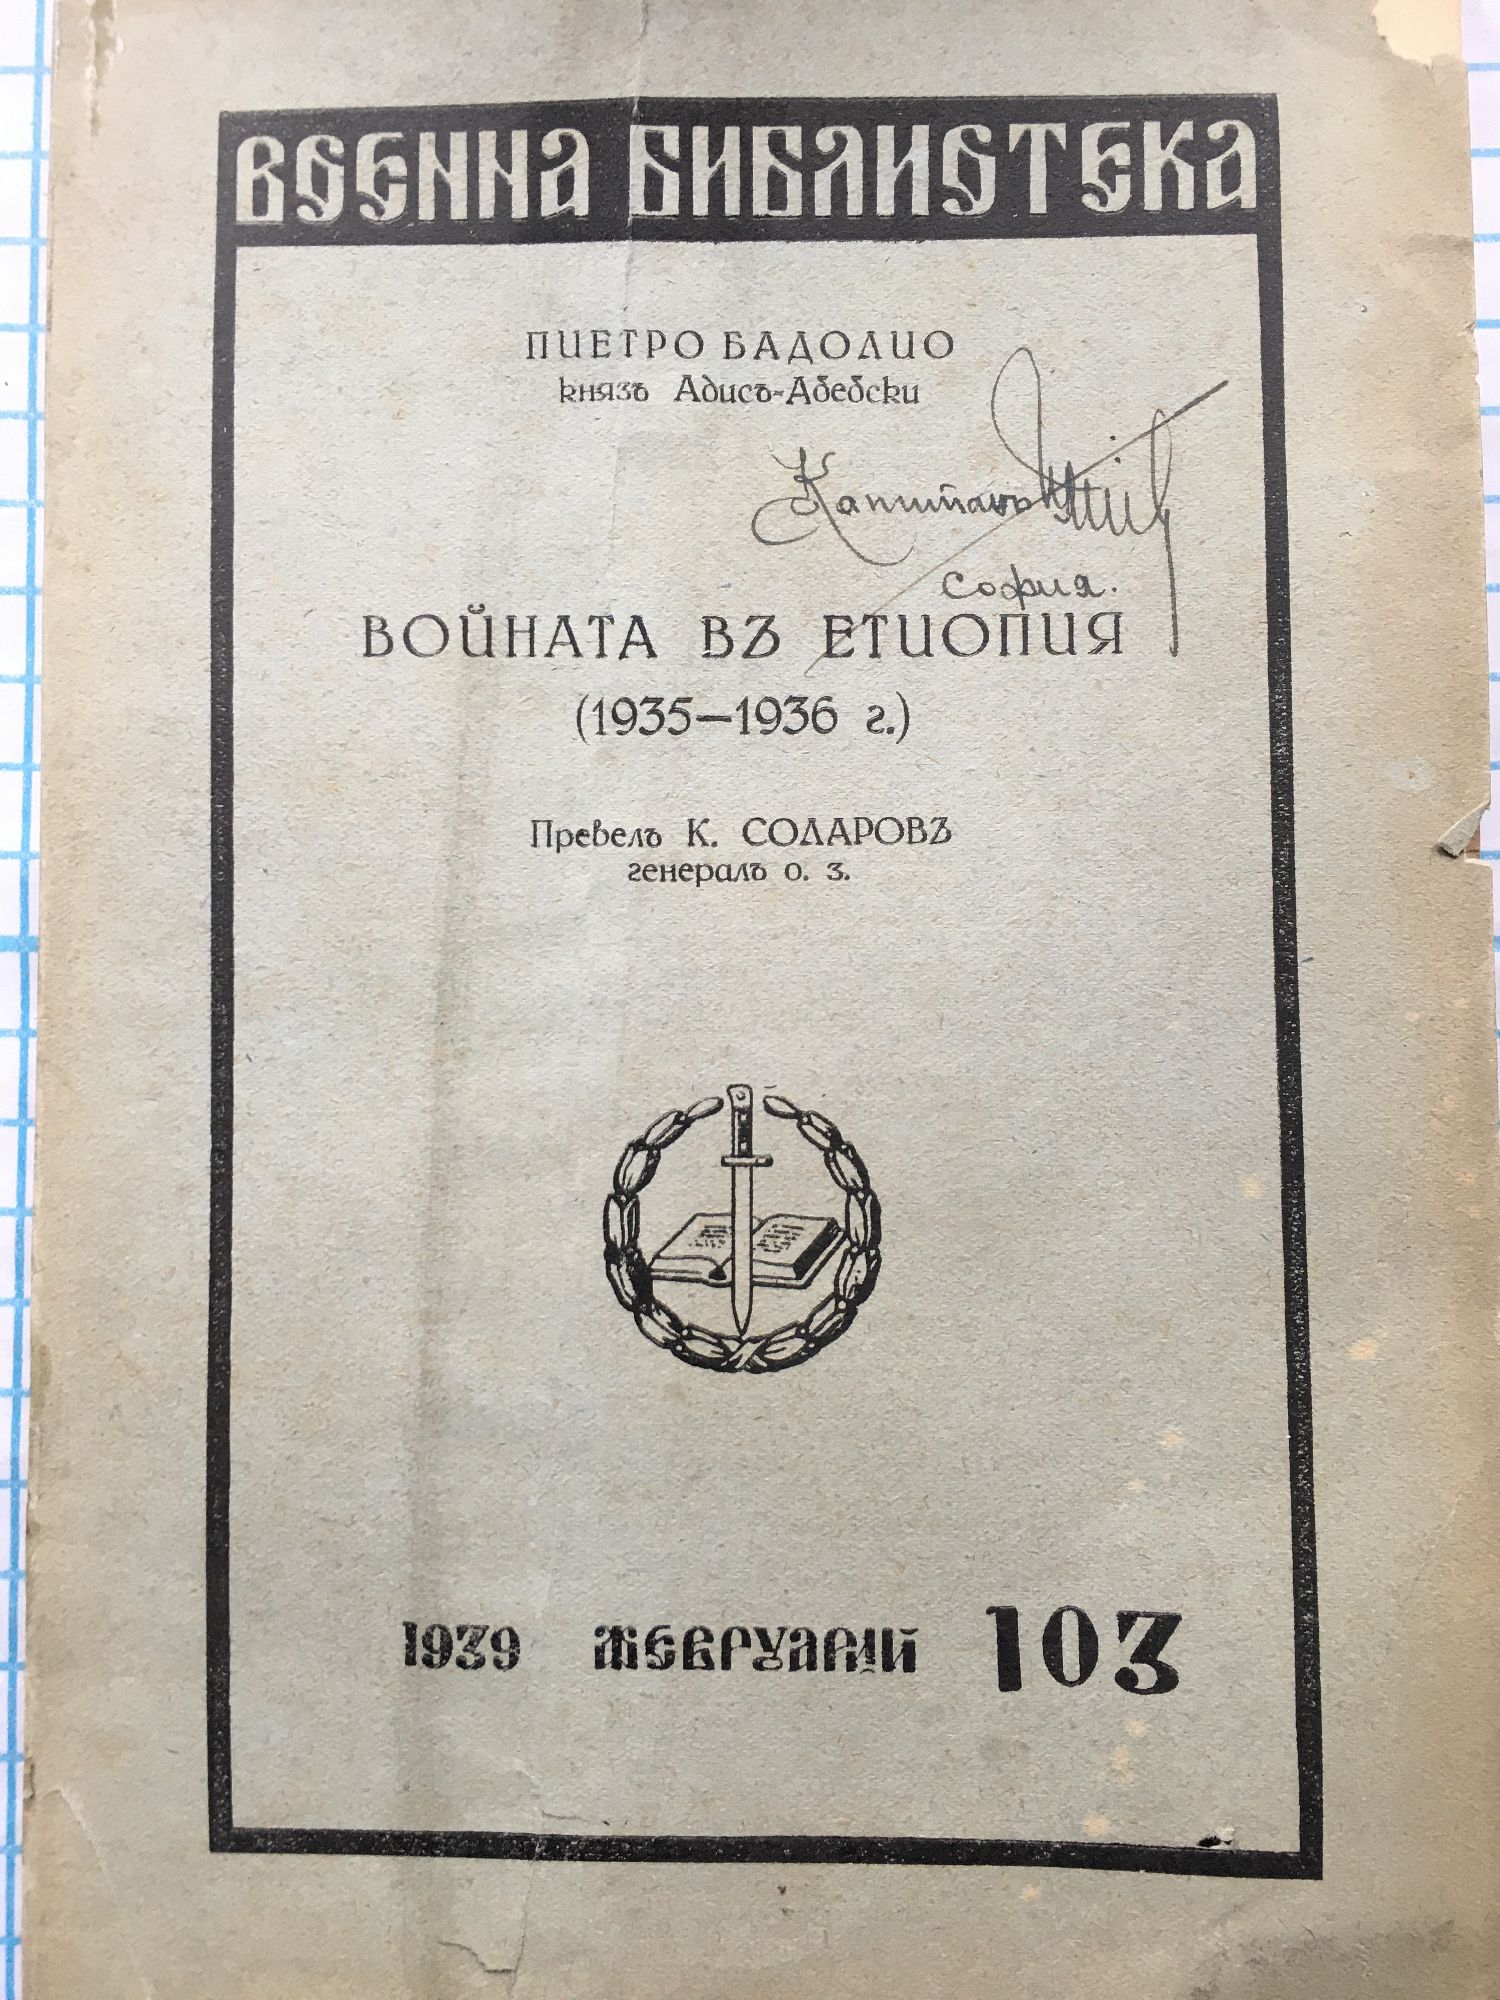 ВОЕННА БИБЛИОТЕКА
ПИЕТРО БАДОЛИО
князъ Адисъ-Абебски
Капитанъ
София.
ВОЙНАТА ВЪ ЕТИОПИЯ
(1935—1936 г.)
Превелъ К. СОЛАРОВЪ
генералъ о. з.
1939 ФЕВРУАРИЙ 103